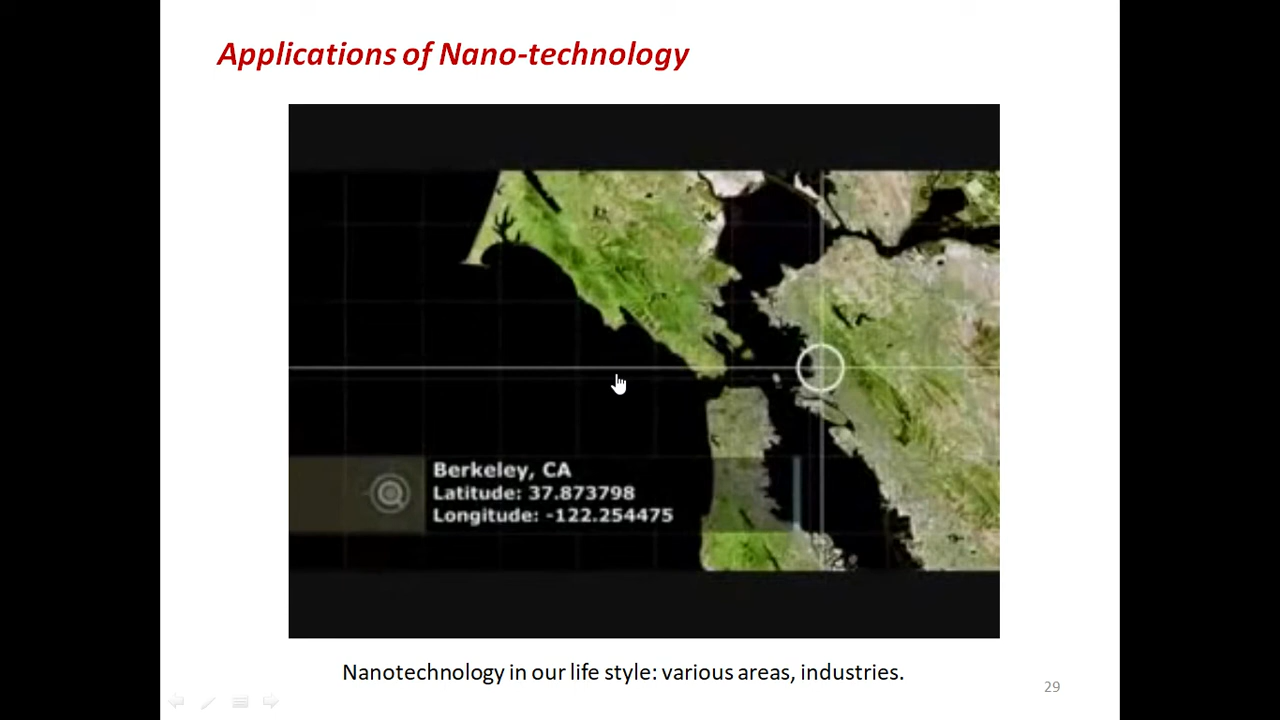 Applications of Nano-technology
Berkeley, CA
Latitude: 37.873798
Longitude: -122.254475
Nanotechnology in our life style: various areas, industries.
29